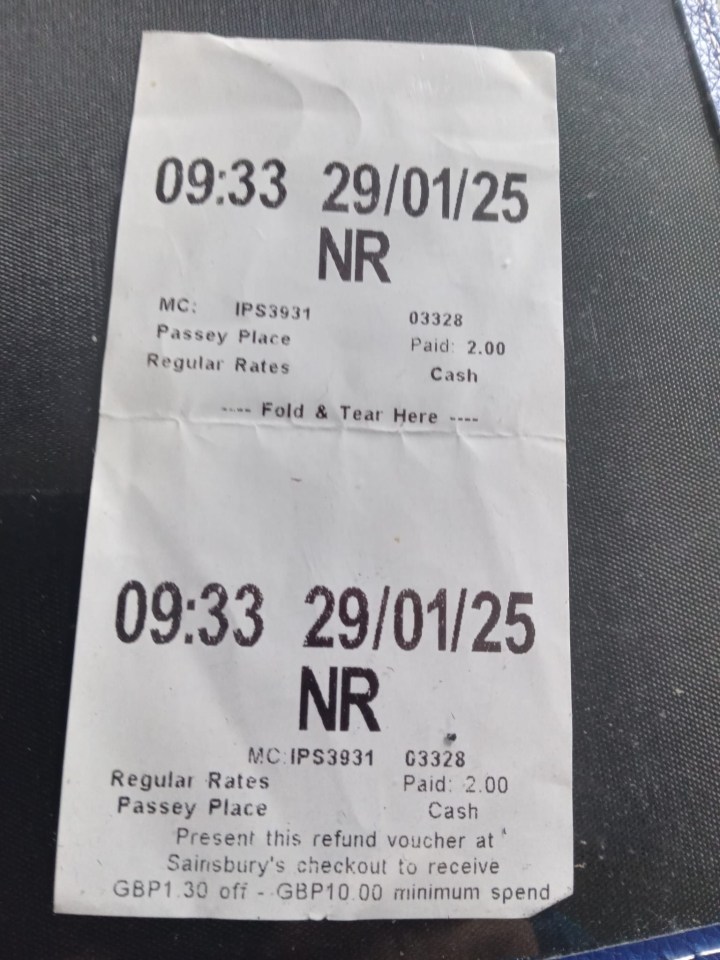 09:33 29/01/25
NR
MC: IPS3931 03328
Passey Place Paid: 2.00
Regular Rates Cash
---- Fold & Tear Here ----
09:33 29/01/25
NR
MC:IPS3931 03328
Regular Rates Paid: 2.00
Passey Place Cash
Present this refund voucher at
Sainsbury's checkout to receive
GBP1.30 off - GBP10.00 minimum spend